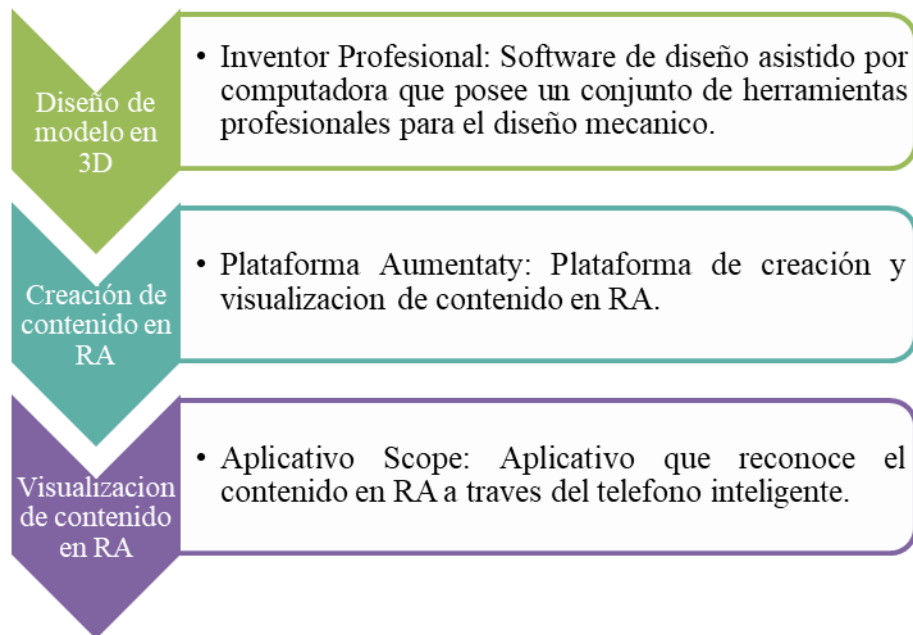 Diseño de
modelo en
3D
• Inventor Profesional: Software de diseño asistido por
computadora que posee un conjunto de herramientas
profesionales para el diseño mecanico.
Creación de
contenido en
RA
• Plataforma Aumentaty: Plataforma de creación y
visualizacion de contenido en RA.
Visualizacion
de contenido
en RA
• Aplicativo Scope: Aplicativo que reconoce el
contenido en RA a traves del telefono inteligente.